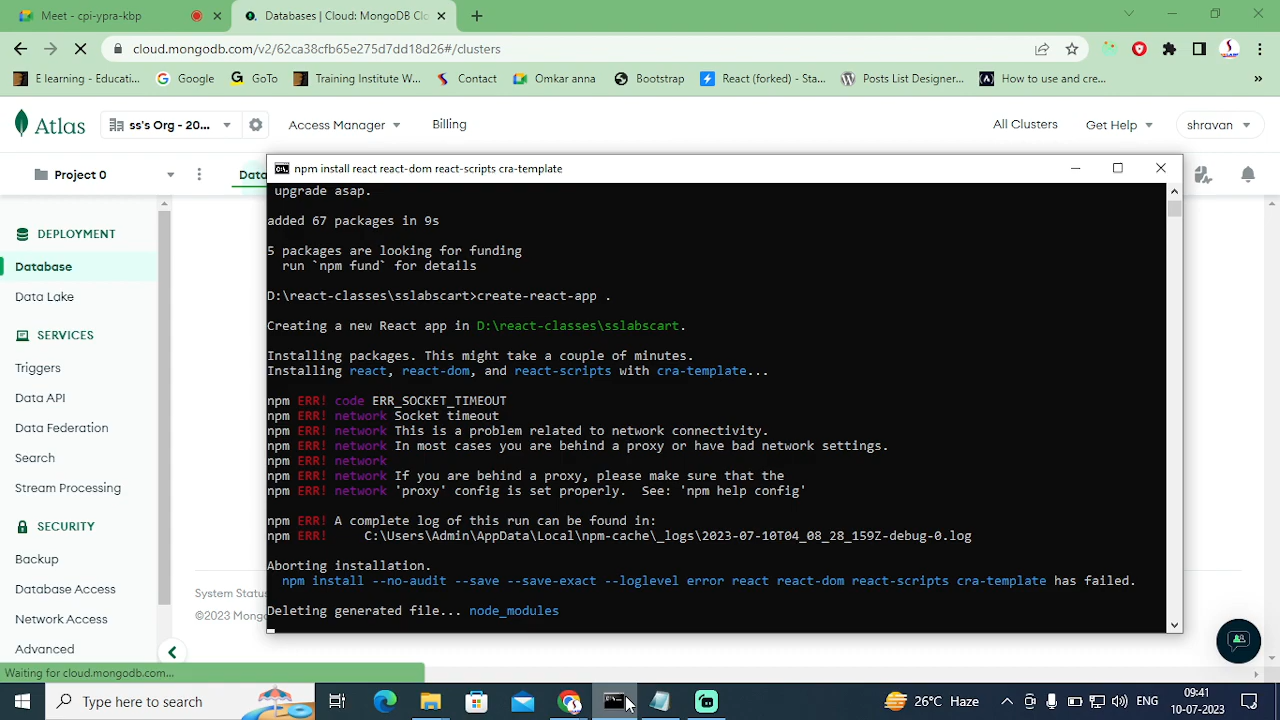 Meet - cpi-ypra-kbp
Databases | Cloud: MongoDB Clo
cloud.mongodb.com/v2/62ca38cfb65e275d7dd18d26#/clusters
E learning - Educati...
Google
GoTo
Training Institute W...
Contact
Omkar anna
Bootstrap
React (forked) - Sta...
Posts List Designer...
How to use and cre...
»
Atlas
ss's Org - 20...
Access Manager
Billing
All Clusters
Get Help
shravan
Project 0
Data
npm install react react-dom react-scripts cra-template
DEPLOYMENT
Database
Data Lake
SERVICES
Triggers
Data API
Data Federation
Search
Stream Processing
SECURITY
Backup
Database Access
Network Access
Advanced
upgrade asap.
added 67 packages in 9s
5 packages are looking for funding
run `npm fund` for details
D:\react-classes\sslabscart>create-react-app .
Creating a new React app in D:\react-classes\sslabscart.
Installing packages. This might take a couple of minutes.
Installing react, react-dom, and react-scripts with cra-template...
npm ERR! code ERR_SOCKET_TIMEOUT
npm ERR! network Socket timeout
npm ERR! network This is a problem related to network connectivity.
npm ERR! network In most cases you are behind a proxy or have bad network settings.
npm ERR! network
npm ERR! network If you are behind a proxy, please make sure that the
npm ERR! network 'proxy' config is set properly.  See: 'npm help config'
npm ERR! A complete log of this run can be found in:
npm ERR!     C:\Users\Admin\AppData\Local\npm-cache\_logs\2023-07-10T04_08_28_159Z-debug-0.log
Aborting installation.
npm install --no-audit --save --save-exact --loglevel error react react-dom react-scripts cra-template has failed.
Deleting generated file... node_modules
System Status
©2023 Mongo
Waiting for cloud.mongodb.com...
Type here to search
26°C Haze
ENG
09:41
10-07-2023